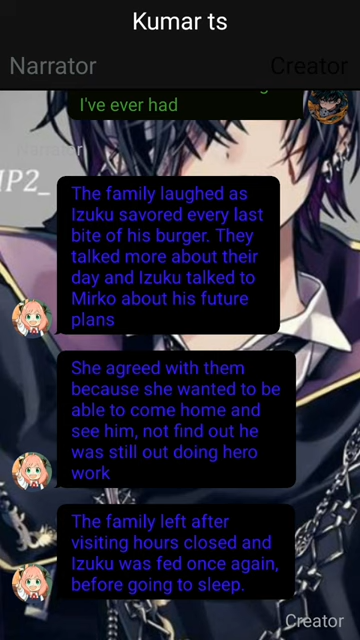 Kumar ts
Narrator
Creator
I've ever had
Narrator
IP2_
The family laughed as
Izuku savored every last
bite of his burger. They
talked more about their
day and Izuku talked to
Mirko about his future
plans
She agreed with them
because she wanted to be
able to come home and
see him, not find out he
was still out doing hero
work
The family left after
visiting hours closed and
Izuku was fed once again,
before going to sleep.
Creator